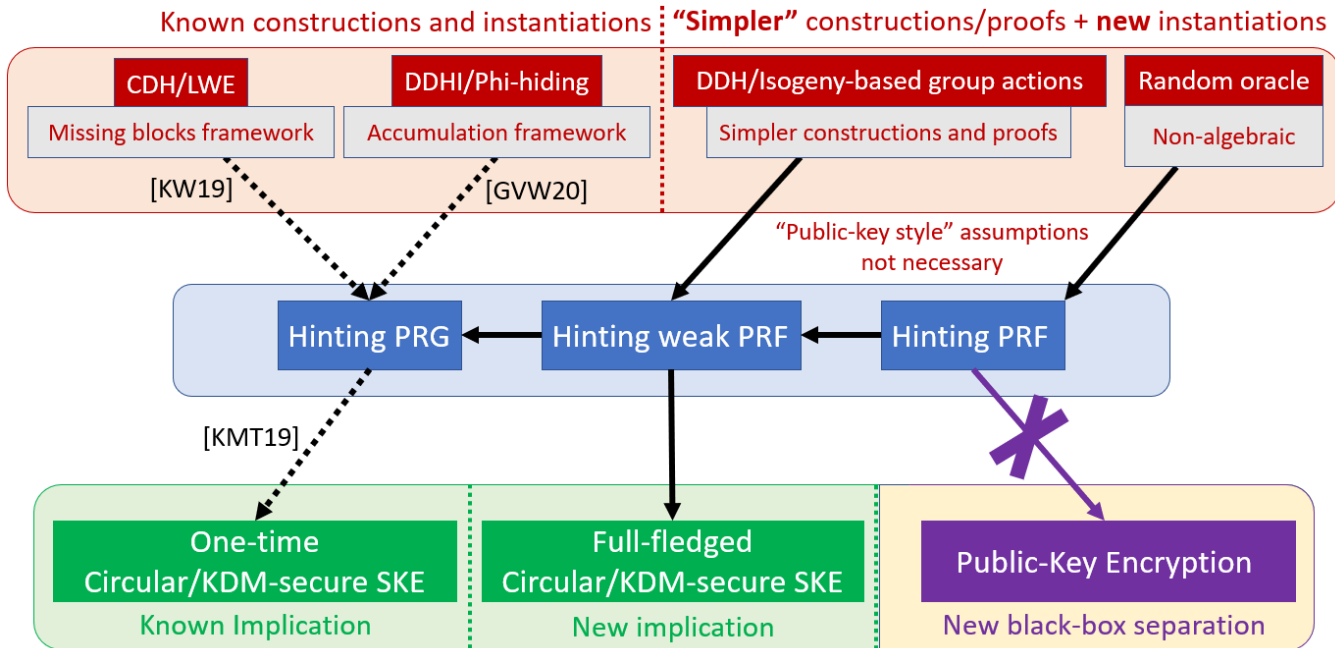 Known constructions and instantiations
“Simpler” constructions/proofs + new instantiations
CDH/LWE
DDHI/Phi-hiding
DDH/Isogeny-based group actions
Random oracle
Missing blocks framework
Accumulation framework
Simpler constructions and proofs
Non-algebraic
[KW19]
[GVW20]
“Public-key style” assumptions
not necessary
Hinting PRG
Hinting weak PRF
Hinting PRF
[KMT19]
One-time
Circular/KDM-secure SKE
Full-fledged
Circular/KDM-secure SKE
Public-Key Encryption
Known Implication
New implication
New black-box separation